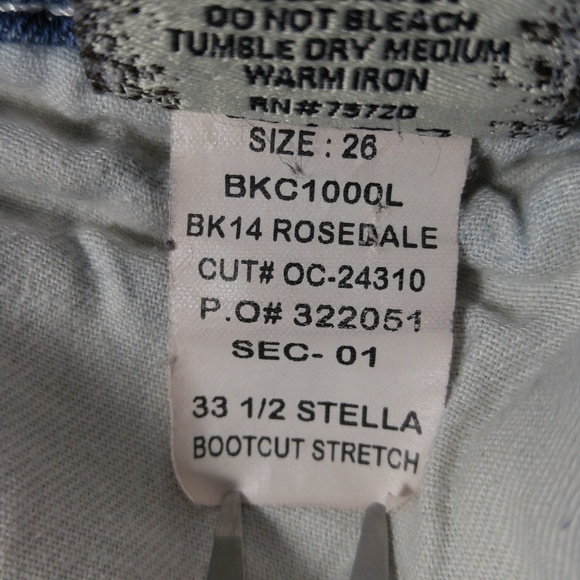 DO NOT BLEACH
TUMBLE DRY MEDIUM
WARM IRON
RN#79720
SIZE : 26
BKC1000L
BK14 ROSEDALE
CUT# OC-24310
P.O# 322051
SEC- 01
33 1/2 STELLA
BOOTCUT STRETCH